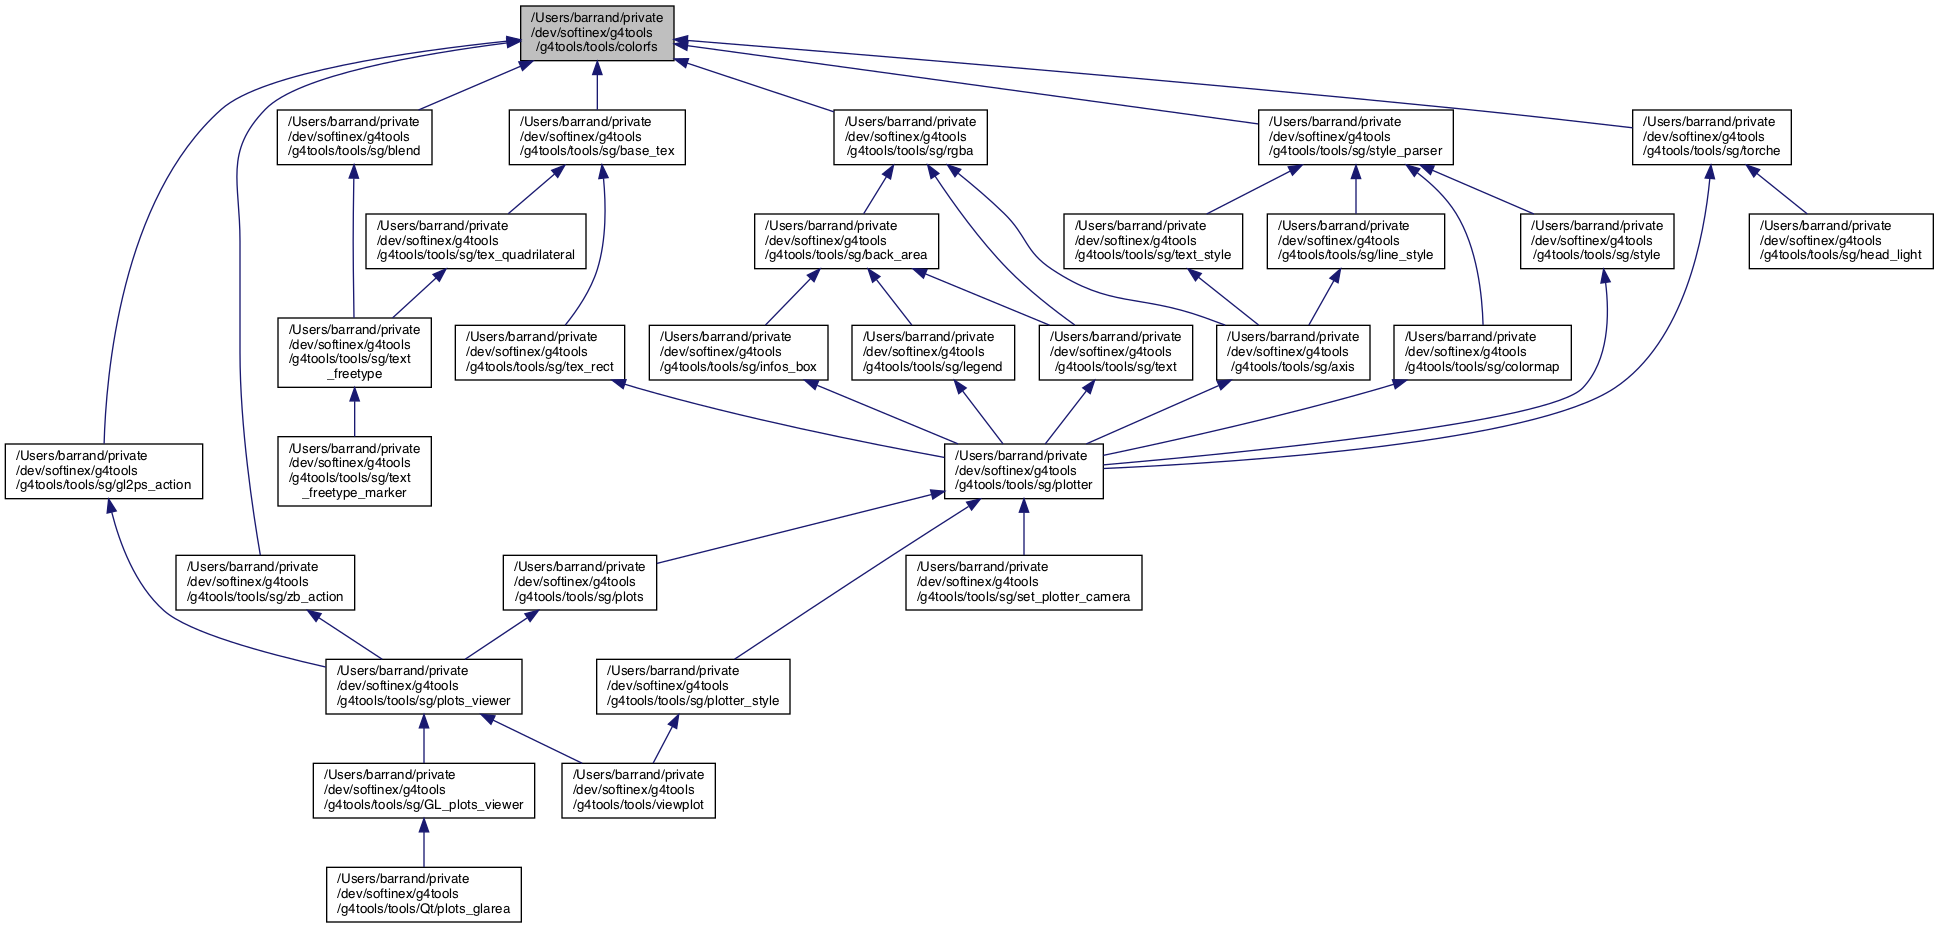 /Users/barrand/private
/dev/softinex/g4tools
/g4tools/tools/colorfs
/Users/barrand/private
/dev/softinex/g4tools
/g4tools/tools/sg/blend
/Users/barrand/private
/dev/softinex/g4tools
/g4tools/tools/sg/base_tex
/Users/barrand/private
/dev/softinex/g4tools
/g4tools/tools/sg/rgba
/Users/barrand/private
/dev/softinex/g4tools
/g4tools/tools/sg/style_parser
/Users/barrand/private
/dev/softinex/g4tools
/g4tools/tools/sg/torche
/Users/barrand/private
/dev/softinex/g4tools
/g4tools/tools/sg/tex_quadrilateral
/Users/barrand/private
/dev/softinex/g4tools
/g4tools/tools/sg/back_area
/Users/barrand/private
/dev/softinex/g4tools
/g4tools/tools/sg/text_style
/Users/barrand/private
/dev/softinex/g4tools
/g4tools/tools/sg/line_style
/Users/barrand/private
/dev/softinex/g4tools
/g4tools/tools/sg/style
/Users/barrand/private
/dev/softinex/g4tools
/g4tools/tools/sg/head_light
/Users/barrand/private
/dev/softinex/g4tools
/g4tools/tools/sg/text
_freetype
/Users/barrand/private
/dev/softinex/g4tools
/g4tools/tools/sg/tex_rect
/Users/barrand/private
/dev/softinex/g4tools
/g4tools/tools/sg/infos_box
/Users/barrand/private
/dev/softinex/g4tools
/g4tools/tools/sg/legend
/Users/barrand/private
/dev/softinex/g4tools
/g4tools/tools/sg/text
/Users/barrand/private
/dev/softinex/g4tools
/g4tools/tools/sg/axis
/Users/barrand/private
/dev/softinex/g4tools
/g4tools/tools/sg/colormap
/Users/barrand/private
/dev/softinex/g4tools
/g4tools/tools/sg/gl2ps_action
/Users/barrand/private
/dev/softinex/g4tools
/g4tools/tools/sg/text
_freetype_marker
/Users/barrand/private
/dev/softinex/g4tools
/g4tools/tools/sg/plotter
/Users/barrand/private
/dev/softinex/g4tools
/g4tools/tools/sg/zb_action
/Users/barrand/private
/dev/softinex/g4tools
/g4tools/tools/sg/plots
/Users/barrand/private
/dev/softinex/g4tools
/g4tools/tools/sg/set_plotter_camera
/Users/barrand/private
/dev/softinex/g4tools
/g4tools/tools/sg/plots_viewer
/Users/barrand/private
/dev/softinex/g4tools
/g4tools/tools/sg/plotter_style
/Users/barrand/private
/dev/softinex/g4tools
/g4tools/tools/sg/GL_plots_viewer
/Users/barrand/private
/dev/softinex/g4tools
/g4tools/tools/viewplot
/Users/barrand/private
/dev/softinex/g4tools
/g4tools/tools/Qt/plots_glarea